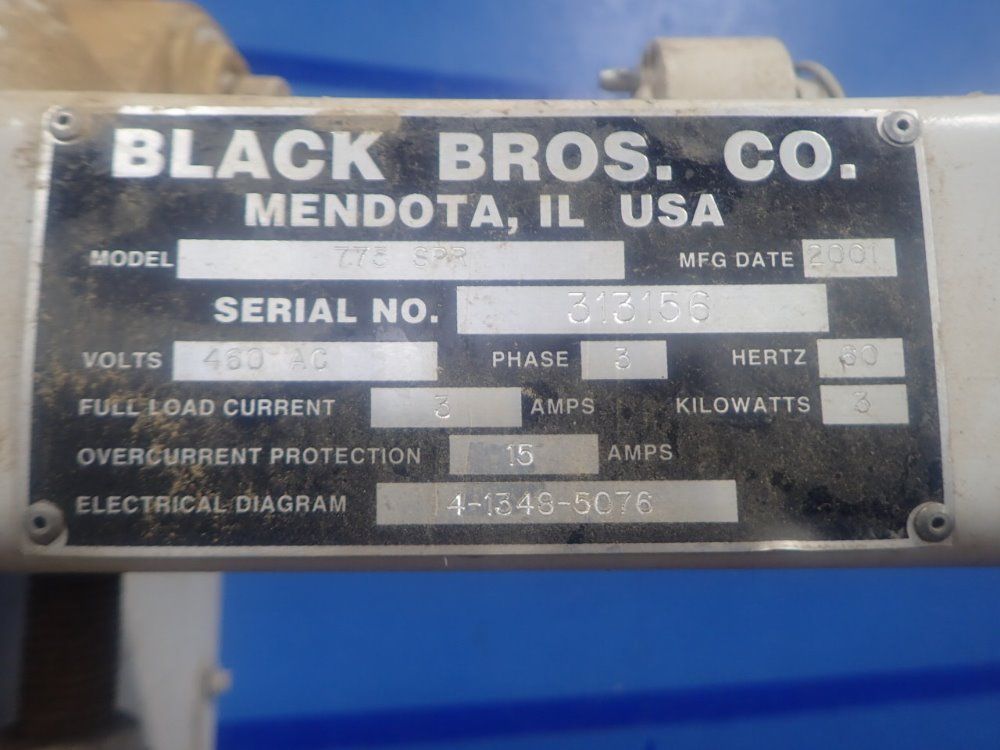 BLACK BROS. CO.
MENDOTA, IL USA
MODEL 775 SPR MFG DATE 2001
SERIAL NO. 313156
VOLTS 460 AC PHASE 3 HERTZ 60
FULL LOAD CURRENT 3 AMPS KILOWATTS 3
OVERCURRENT PROTECTION 15 AMPS
ELECTRICAL DIAGRAM 4-1348-5076